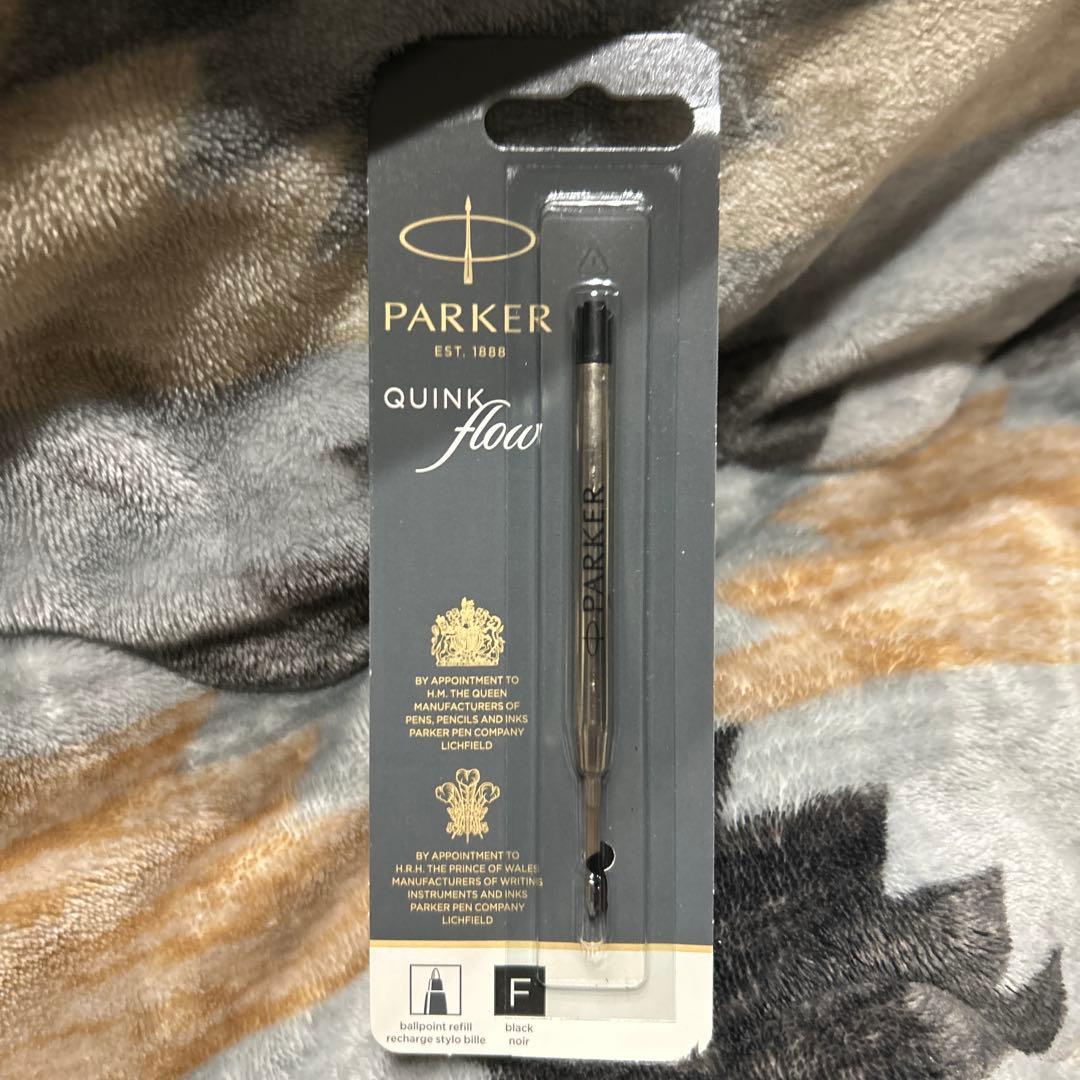 PARKER
EST. 1888
QUINK
flow
PARKER
BY APPOINTMENT TO
H.M. THE QUEEN
MANUFACTURERS OF
PENS, PENCILS AND INKS
PARKER PEN COMPANY
LICHFIELD
BY APPOINTMENT TO
H.R.H. THE PRINCE OF WALES
MANUFACTURERS OF WRITING
INSTRUMENTS AND INKS
PARKER PEN COMPANY
LICHFIELD
F
ballpoint refill
recharge stylo bille
black
noir